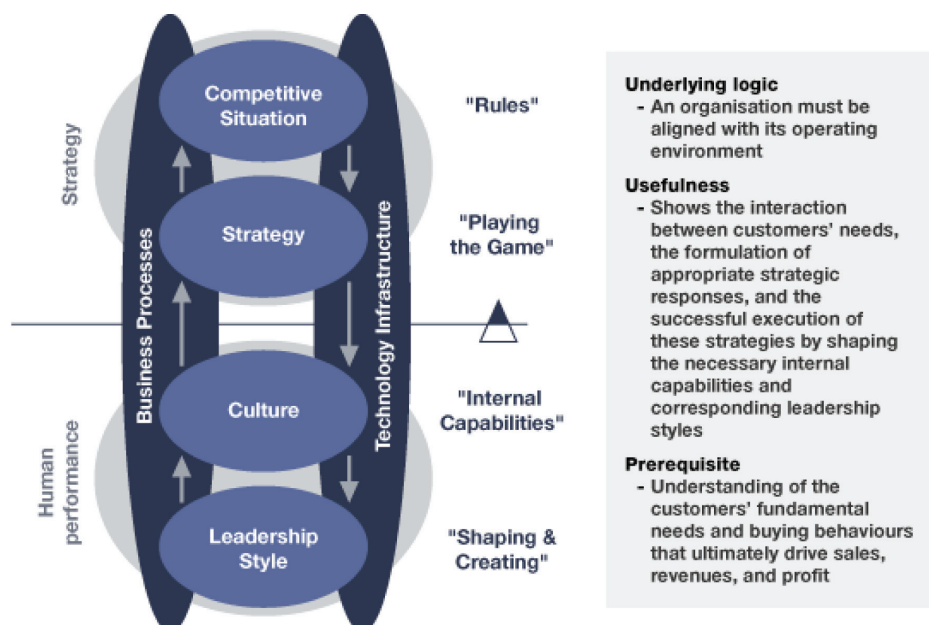 Strategy
Human
performance
Business Processes
Technology Infrastructure
Competitive
Situation
Strategy
Culture
Leadership
Style
"Rules"
"Playing
the Game"
"Internal
Capabilities"
"Shaping &
Creating"
Underlying logic
- An organisation must be
aligned with its operating
environment
Usefulness
- Shows the interaction
between customers’ needs,
the formulation of
appropriate strategic
responses, and the
successful execution of
these strategies by shaping
the necessary internal
capabilities and
corresponding leadership
styles
Prerequisite
- Understanding of the
customers’ fundamental
needs and buying behaviours
that ultimately drive sales,
revenues, and profit